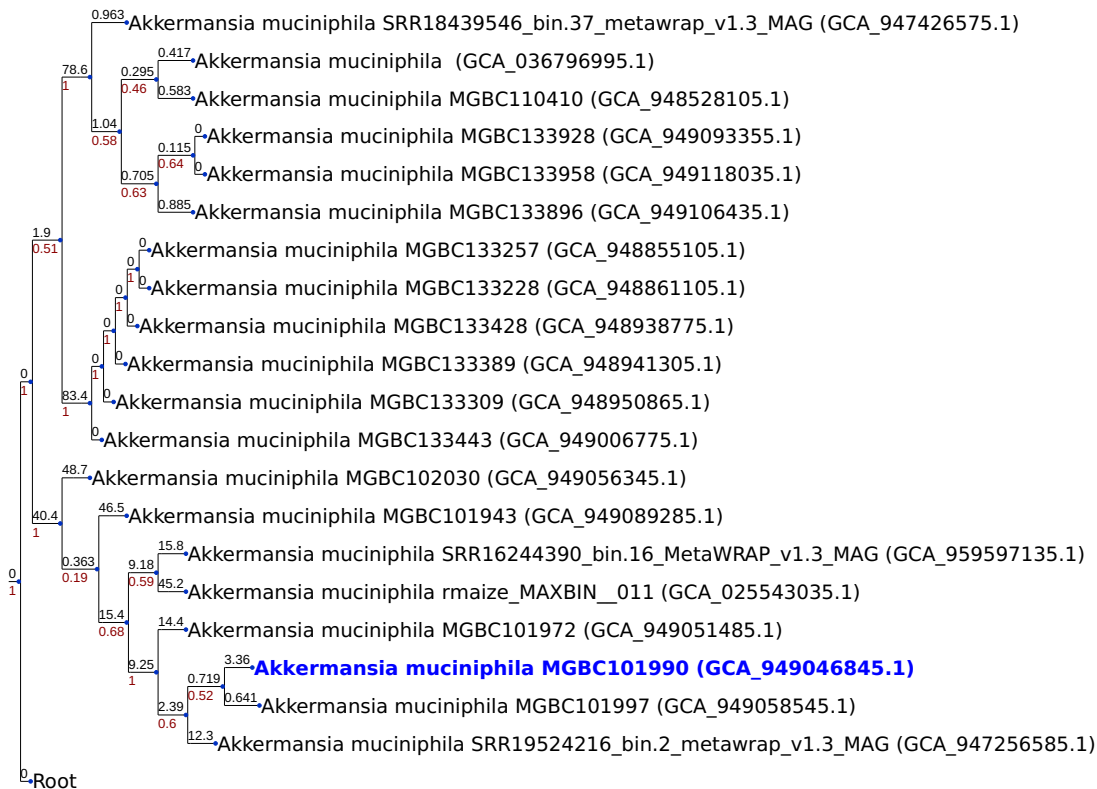 0.963
Akkermansia muciniphila SRR18439546_bin.37_metawrap_v1.3_MAG (GCA_947426575.1)
78.6
1
0.417
Akkermansia muciniphila  (GCA_036796995.1)
0.295
0.46
0.583
Akkermansia muciniphila MGBC110410 (GCA_948528105.1)
1.04
0.58
0
Akkermansia muciniphila MGBC133928 (GCA_949093355.1)
0.115
0.64
0
Akkermansia muciniphila MGBC133958 (GCA_949118035.1)
0.705
0.63
0.885
Akkermansia muciniphila MGBC133896 (GCA_949106435.1)
1.9
0.51
0
Akkermansia muciniphila MGBC133257 (GCA_948855105.1)
0
1
0
Akkermansia muciniphila MGBC133228 (GCA_948861105.1)
0
1
0
Akkermansia muciniphila MGBC133428 (GCA_948938775.1)
0
1
0
Akkermansia muciniphila MGBC133389 (GCA_948941305.1)
0
1
0
Akkermansia muciniphila MGBC133309 (GCA_948950865.1)
83.4
1
0
Akkermansia muciniphila MGBC133443 (GCA_949006775.1)
0
1
48.7
Akkermansia muciniphila MGBC102030 (GCA_949056345.1)
40.4
1
46.5
Akkermansia muciniphila MGBC101943 (GCA_949089285.1)
0.363
0.19
15.8
Akkermansia muciniphila SRR16244390_bin.16_MetaWRAP_v1.3_MAG (GCA_959597135.1)
9.18
0.59
45.2
Akkermansia muciniphila rmaize_MAXBIN__011 (GCA_025543035.1)
15.4
0.68
14.4
Akkermansia muciniphila MGBC101972 (GCA_949051485.1)
9.25
1
3.36
Akkermansia muciniphila MGBC101990 (GCA_949046845.1)
0.719
0.52
0.641
Akkermansia muciniphila MGBC101997 (GCA_949058545.1)
2.39
0.6
12.3
Akkermansia muciniphila SRR19524216_bin.2_metawrap_v1.3_MAG (GCA_947256585.1)
0
1
0
Root